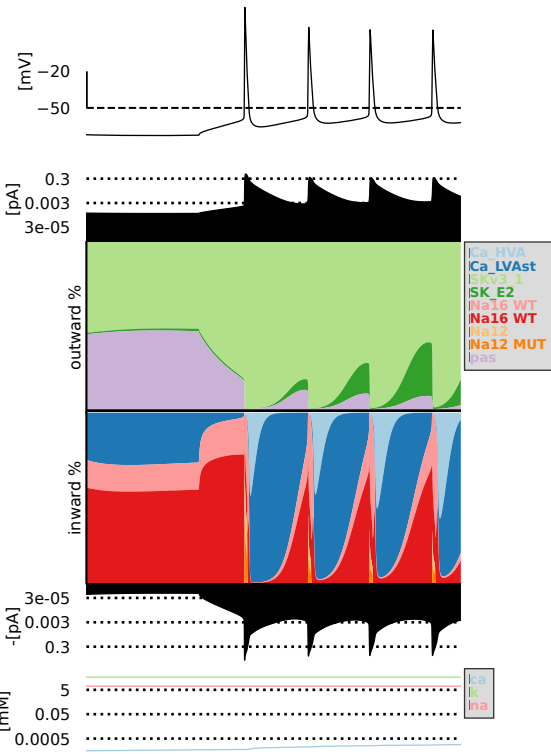 [mV]
−20
−50
[pA]
0.3
0.003
3e-05
outward %
Ca_HVA
Ca_LVAst
SKv3_1
SK_E2
Na16 WT
Na16 WT
Na12
Na12 MUT
pas
inward %
-[pA]
3e-05
0.003
0.3
[mM]
5
0.05
0.0005
ca
k
na